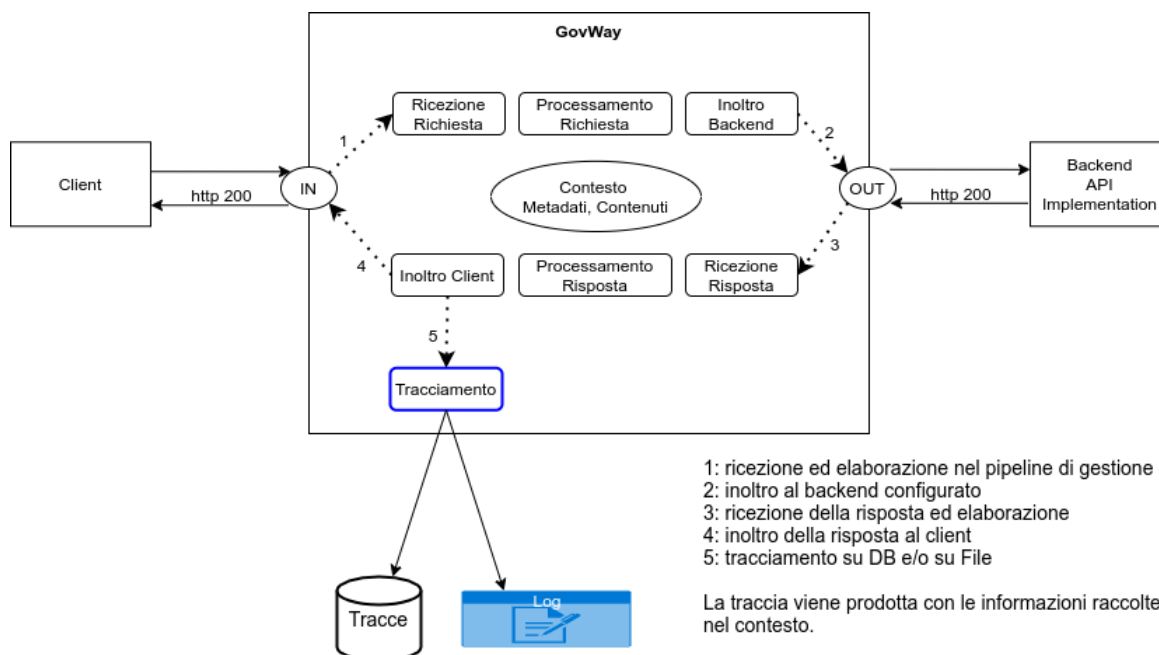 GovWay
Ricezione
Richiesta
Processamento
Richiesta
Inoltro
Backend
1
2
Client
http 200
IN
Contesto
Metadati, Contenuti
OUT
http 200
Backend
API
Implementation
4
3
Inoltro Client
Processamento
Risposta
Ricezione
Risposta
5
Tracciamento
1: ricezione ed elaborazione nel pipeline di gestione
2: inoltro al backend configurato
3: ricezione della risposta ed elaborazione
4: inoltro della risposta al client
5: tracciamento su DB e/o su File
La traccia viene prodotta con le informazioni raccolte
nel contesto.
Tracce
Log